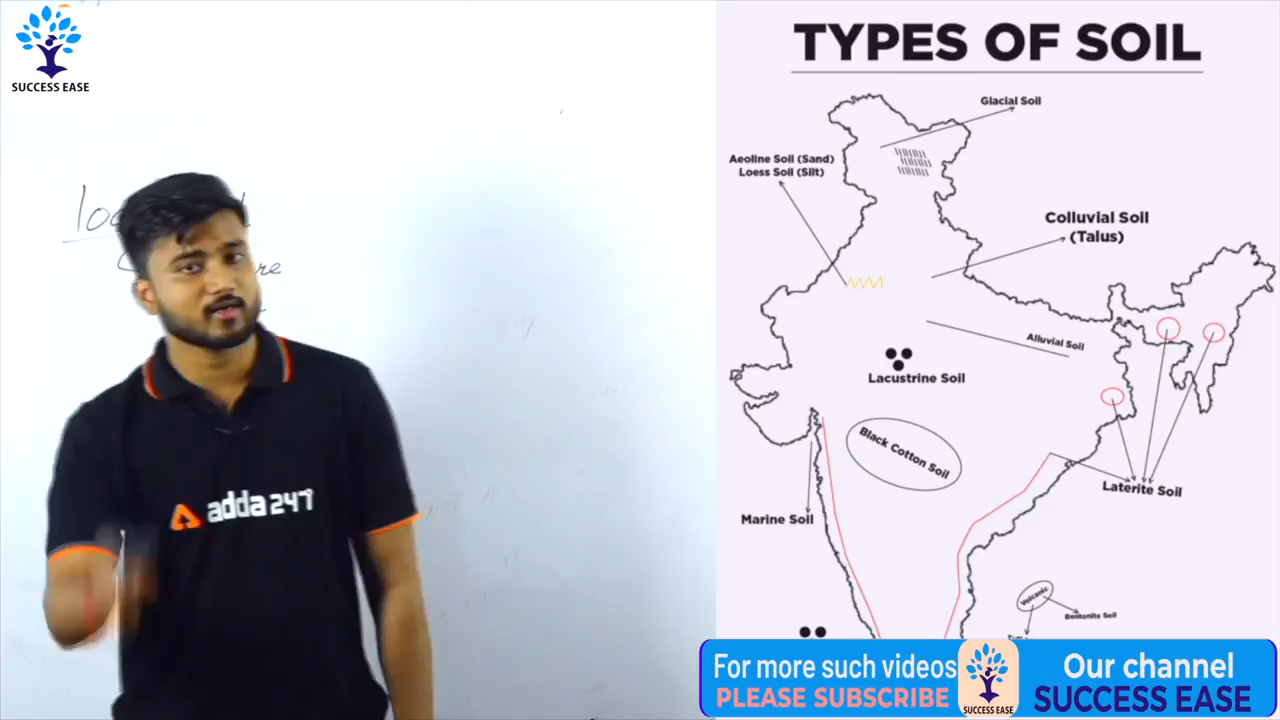 SUCCESS EASE
re
adda 247
TYPES OF SOIL
Glacial Soil
Aeoline Soil (Sand)
Loess Soil (Silt)
Colluvial Soil
(Talus)
Alluvial Soil
Lacustrine Soil
Black Cotton Soil
Laterite Soil
Marine Soil
Volcanic
Bentonite Soil
For more such videos
PLEASE SUBSCRIBE
SUCCESS EASE
Our channel
SUCCESS EASE